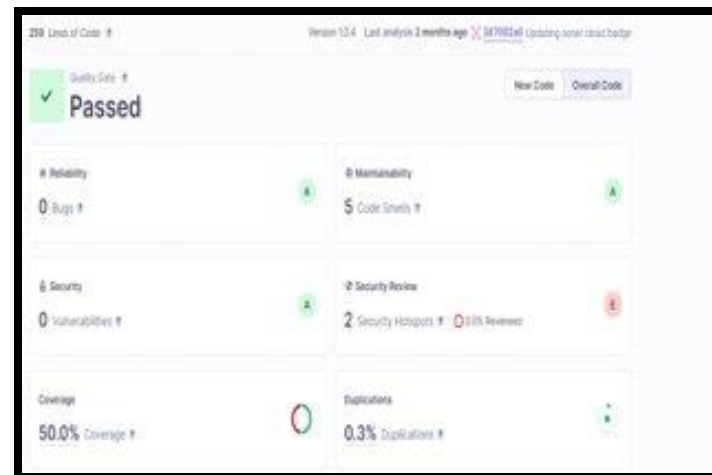 259 Lines of Code ?
Version 1.2.4 Last analysis 2 months ago Updating sonar cloud badge
Quality Gate ?
Passed
New Code Overall Code
Reliability
0 Bugs ?
A
Maintainability
5 Code Smells ?
A
Security
0 Vulnerabilities ?
A
Security Review
2 Security Hotspots ? 0.0% Reviewed
E
Coverage
50.0% Coverage ?
Duplications
0.3% Duplications ?